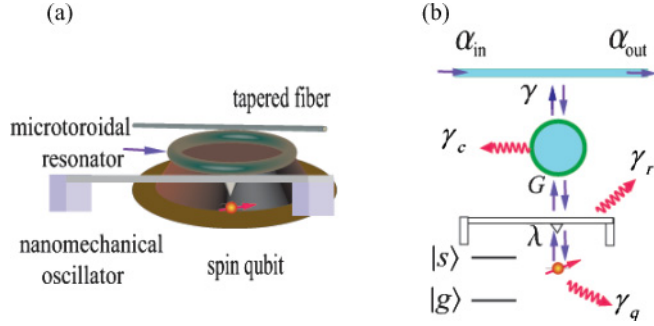 (a)
tapered fiber
microtoroidal
resonator
nanomechanical
oscillator
spin qubit
(b)
α_in
α_out
γ
γ_c
G
γ_r
λ
|s⟩
|g⟩
γ_q